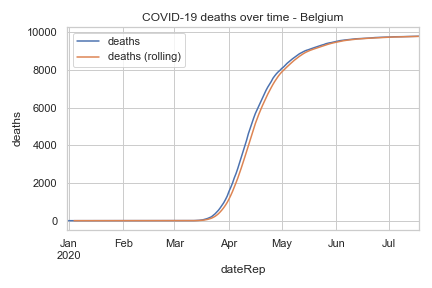 COVID-19 deaths over time - Belgium
deaths
deaths (rolling)
10000
8000
6000
4000
2000
0
deaths
Jan
2020
Feb
Mar
Apr
May
Jun
Jul
dateRep